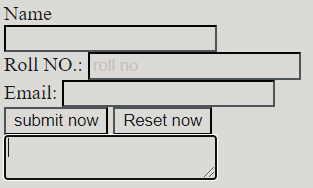 Name
Roll NO.: roll no
Email:
submit now Reset now